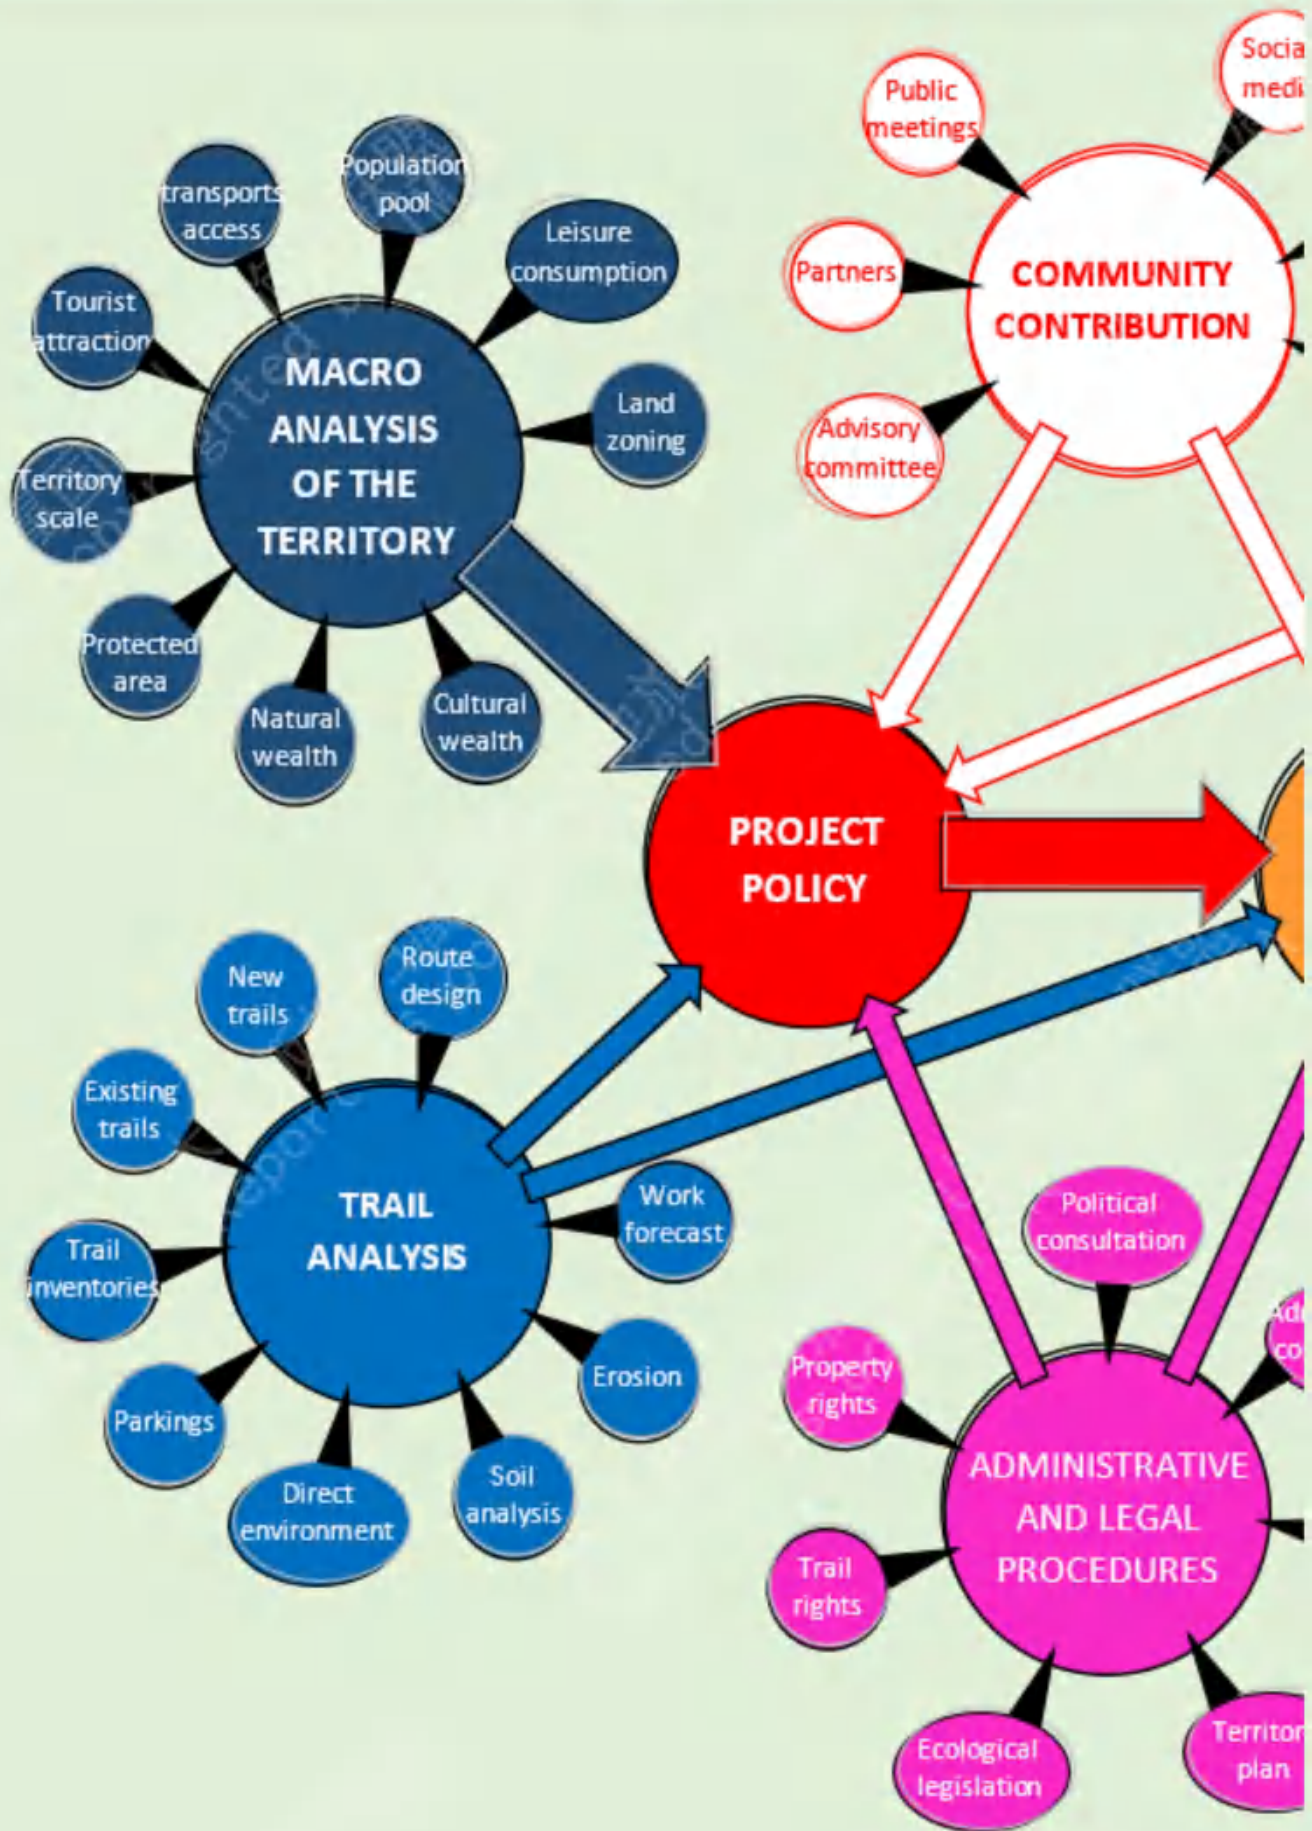 Public
meetings
Population
pool
transports
access
Leisure
consumption
Tourist
attraction
Partners
COMMUNITY
CONTRIBUTION
MACRO
ANALYSIS
OF THE
TERRITORY
Land
zoning
Advisory
committee
Territory
scale
Protected
area
Natural
wealth
Cultural
wealth
PROJECT
POLICY
New
trails
Route
design
Existing
trails
TRAIL
ANALYSIS
Work
forecast
Trail
inventories
Erosion
Parkings
Direct
environment
Soil
analysis
Political
consultation
Property
rights
ADMINISTRATIVE
AND LEGAL
PROCEDURES
Trail
rights
Ecological
legislation
plan